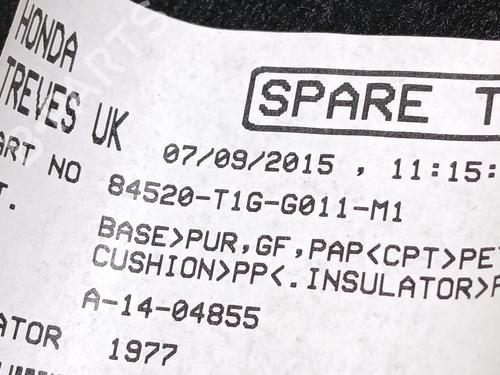 HONDA
TREVES UK
SPARE T
07/09/2015 , 11:15:
ART NO 84520-T1G-G011-M1
T.
BASE>PUR,GF,PAP<CPT>PET
CUSHION>PP<.INSULATOR>P
A-14-04855
ATOR 1977